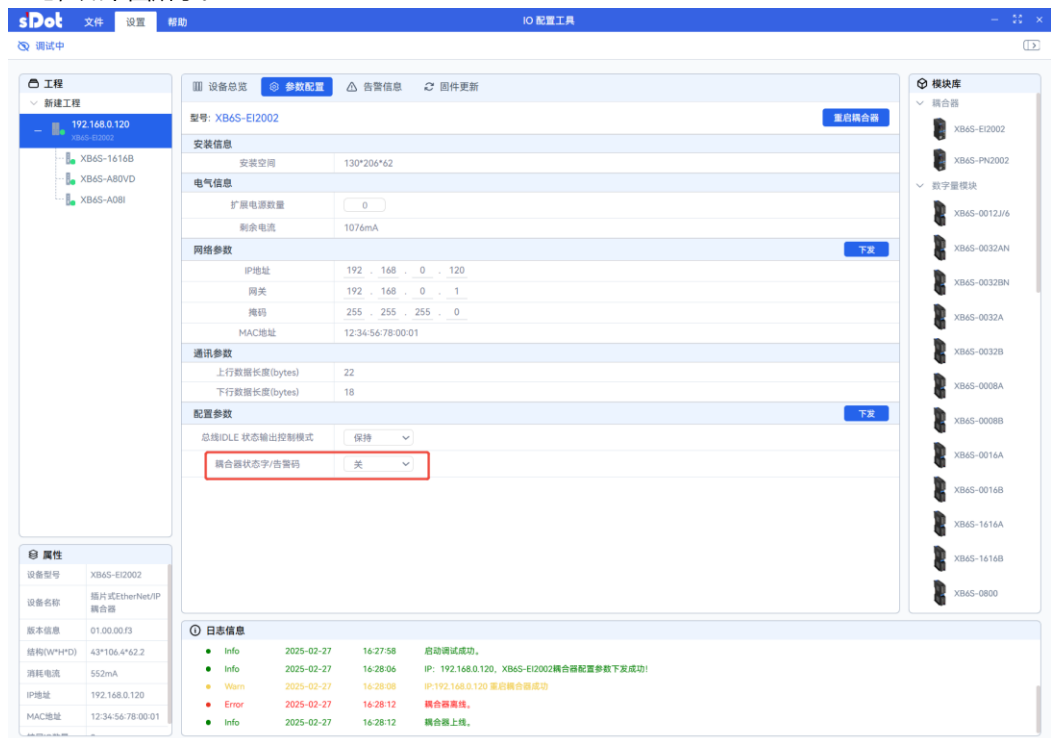 sDot 文件 设置 帮助 IO 配置工具
调试中
工程
新建工程
192.168.0.120
XB6S-EI2002
XB6S-1616B
XB6S-A80VD
XB6S-A08I
设备总览 参数配置 告警信息 固件更新
型号: XB6S-EI2002 重启耦合器
安装信息
安装空间 130*206*62
电气信息
扩展电源数量 0
剩余电流 1076mA
网络参数 下发
IP地址 192 . 168 . 0 . 120
网关 192 . 168 . 0 . 1
掩码 255 . 255 . 255 . 0
MAC地址 12:34:56:78:00:01
通讯参数
上行数据长度(bytes) 22
下行数据长度(bytes) 18
配置参数 下发
总线IDLE 状态输出控制模式 保持
耦合器状态字/告警码 关
模块库
耦合器
XB6S-EI2002
XB6S-PN2002
数字量模块
XB6S-0012J/6
XB6S-0032AN
XB6S-0032BN
XB6S-0032A
XB6S-0032B
XB6S-0008A
XB6S-0008B
XB6S-0016A
XB6S-0016B
XB6S-1616A
XB6S-1616B
XB6S-0800
属性
设备型号 XB6S-EI2002
设备名称 插片式EtherNet/IP
耦合器
版本信息 01.00.00.f3
结构(W*H*D) 43*106.4*62.2
消耗电流 552mA
IP地址 192.168.0.120
MAC地址 12:34:56:78:00:01
日志信息
Info 2025-02-27 16:27:58 启动调试成功。
Info 2025-02-27 16:28:06 IP: 192.168.0.120, XB6S-EI2002耦合器配置参数下发成功!
Warn 2025-02-27 16:28:08 IP:192.168.0.120 重启耦合器成功
Error 2025-02-27 16:28:12 耦合器离线。
Info 2025-02-27 16:28:12 耦合器上线。